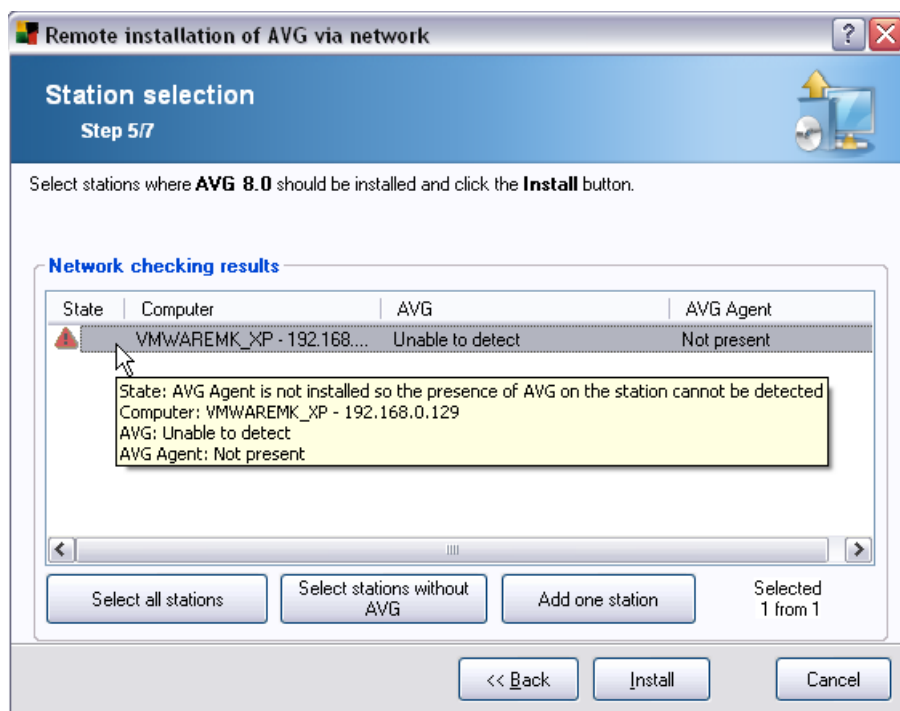 Remote installation of AVG via network
Station selection
Step 5/7
Select stations where AVG 8.0 should be installed and click the Install button.
Network checking results
State Computer AVG AVG Agent
VMWAREMK_XP - 192.168.... Unable to detect Not present
State: AVG Agent is not installed so the presence of AVG on the station cannot be detected
Computer: VMWAREMK_XP - 192.168.0.129
AVG: Unable to detect
AVG Agent: Not present
Select all stations
Select stations without
AVG
Add one station
Selected
1 from 1
<< Back
Install
Cancel